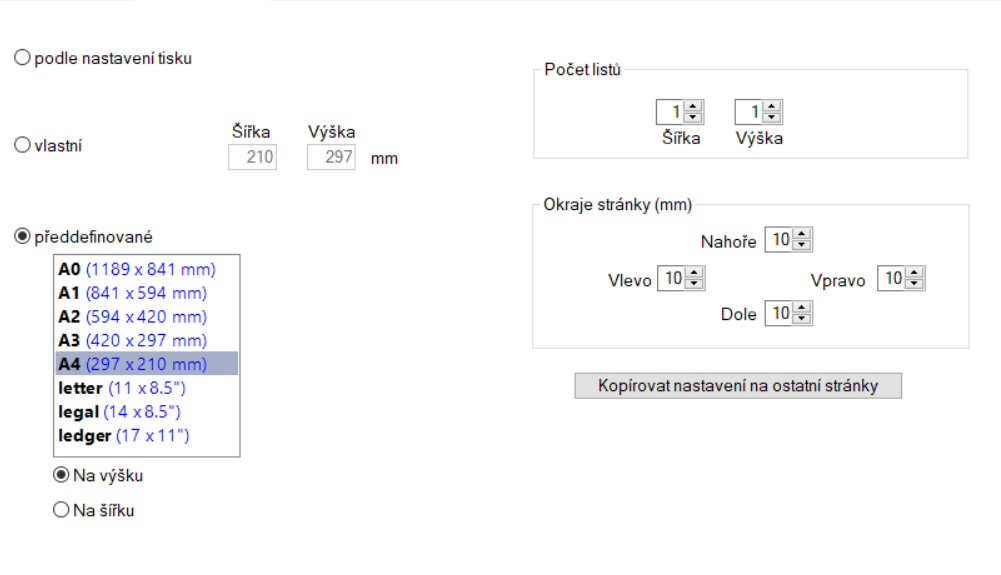 podle nastavení tisku
vlastní
Šířka Výška
210 297 mm
předdefinované
A0 (1189 x 841 mm)
A1 (841 x 594 mm)
A2 (594 x 420 mm)
A3 (420 x 297 mm)
A4 (297 x 210 mm)
letter (11 x 8.5")
legal (14 x 8.5")
ledger (17 x 11")
Na výšku
Na šířku
Počet listů
1 1
Šířka Výška
Okraje stránky (mm)
Nahoře 10
Vlevo 10 Vpravo 10
Dole 10
Kopírovat nastavení na ostatní stránky